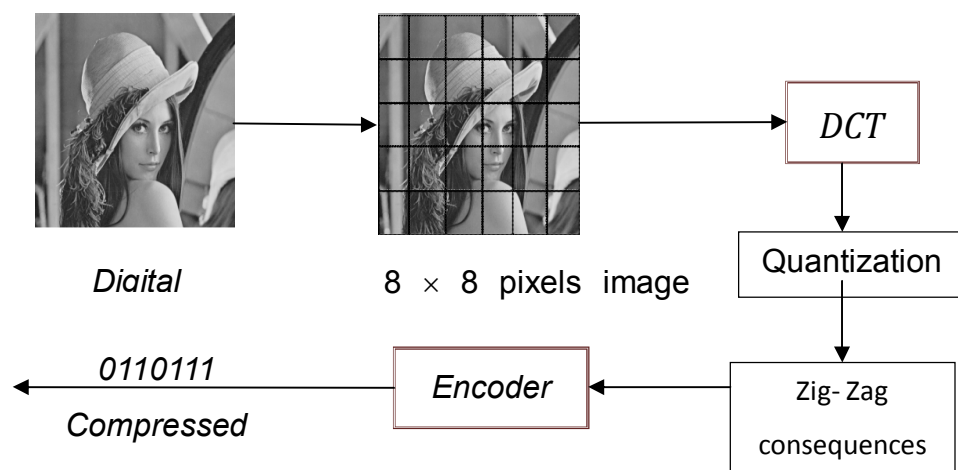 DCT
Quantization
Digital
8 × 8 pixels image
0110111
Compressed
Encoder
Zig- Zag
consequences